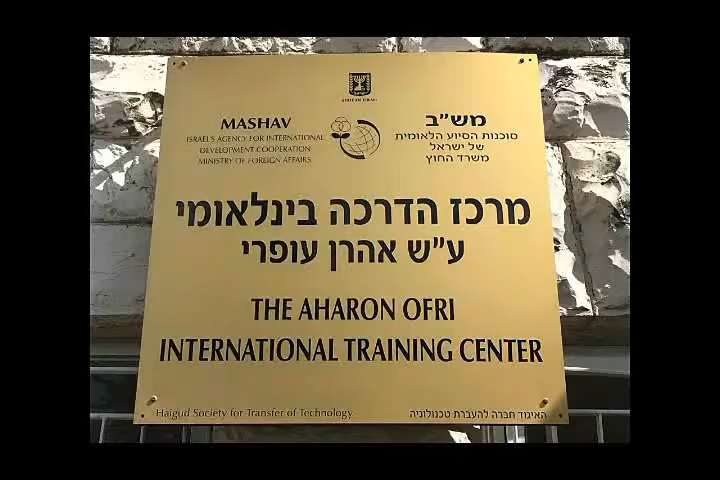 STATE OF ISRAEL
MASHAV
ISRAEL'S AGENCY FOR INTERNATIONAL
DEVELOPMENT COOPERATION
MINISTRY OF FOREIGN AFFAIRS
מש"ב
סוכנות הסיוע הלאומית
של ישראל
משרד החוץ
מרכז הדרכה בינלאומי
ע"ש אהרן עופרי
THE AHARON OFRI
INTERNATIONAL TRAINING CENTER
Haigud Society for Transfer of Technology
האיגוד חברה להעברת טכנולוגיה